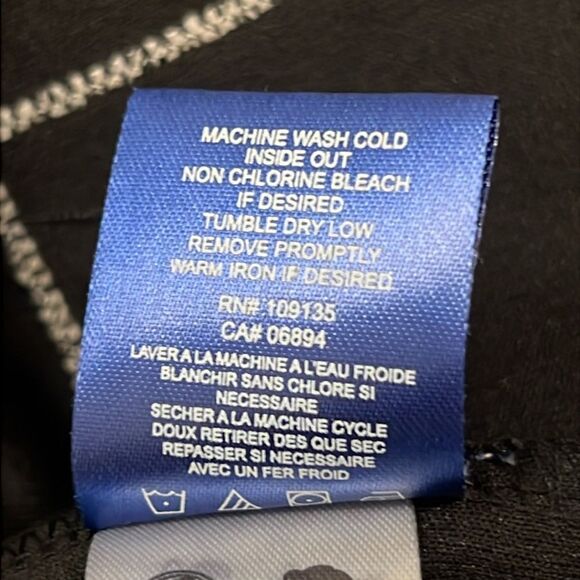 MACHINE WASH COLD
INSIDE OUT
NON CHLORINE BLEACH
IF DESIRED
TUMBLE DRY LOW
REMOVE PROMPTLY
WARM IRON IF DESIRED
RN# 109135
CA# 06894
LAVER A LA MACHINE A L'EAU FROIDE
BLANCHIR SANS CHLORE SI
NECESSAIRE
SECHER A LA MACHINE CYCLE
DOUX RETIRER DES QUE SEC
REPASSER SI NECESSAIRE
AVEC UN FER FROID